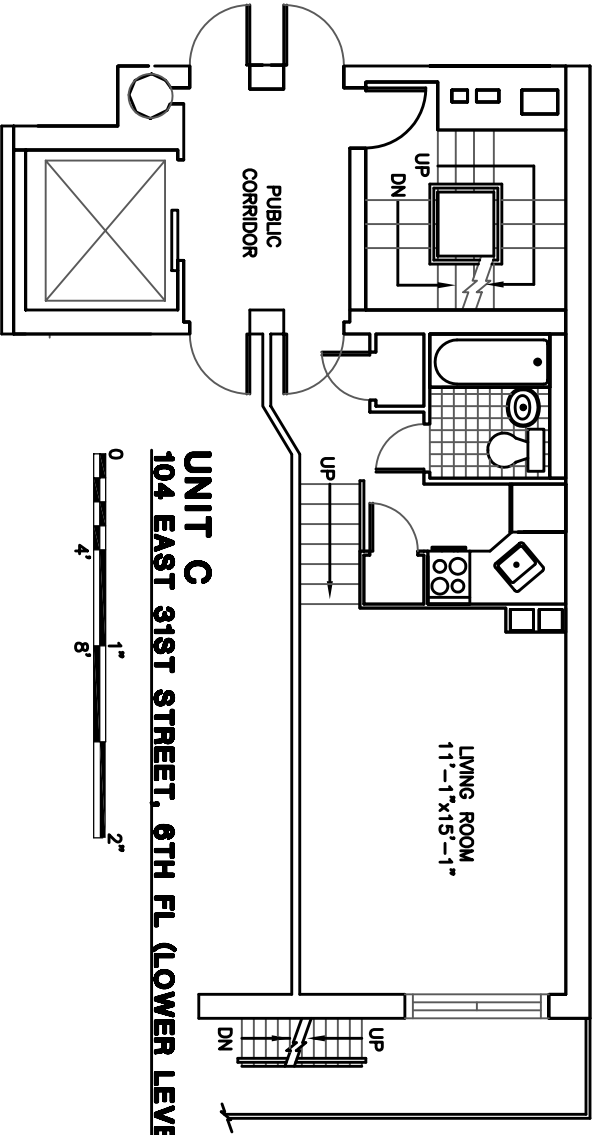 UP
DN
PUBLIC
CORRIDOR
UP
LIVING ROOM
11'-1"x15'-1"
UP
DN
UNIT C
104 EAST 31ST STREET, 6TH FL (LOWER LEVE
0
4'
8'
1"
2"